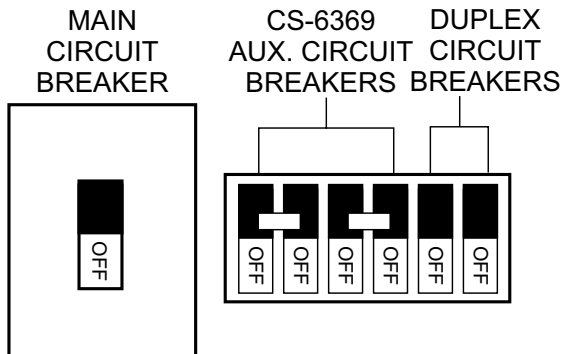 MAIN
CIRCUIT
BREAKER
CS-6369
AUX. CIRCUIT
BREAKERS
DUPLEX
CIRCUIT
BREAKERS
OFF
OFF
OFF
OFF
OFF
OFF
OFF